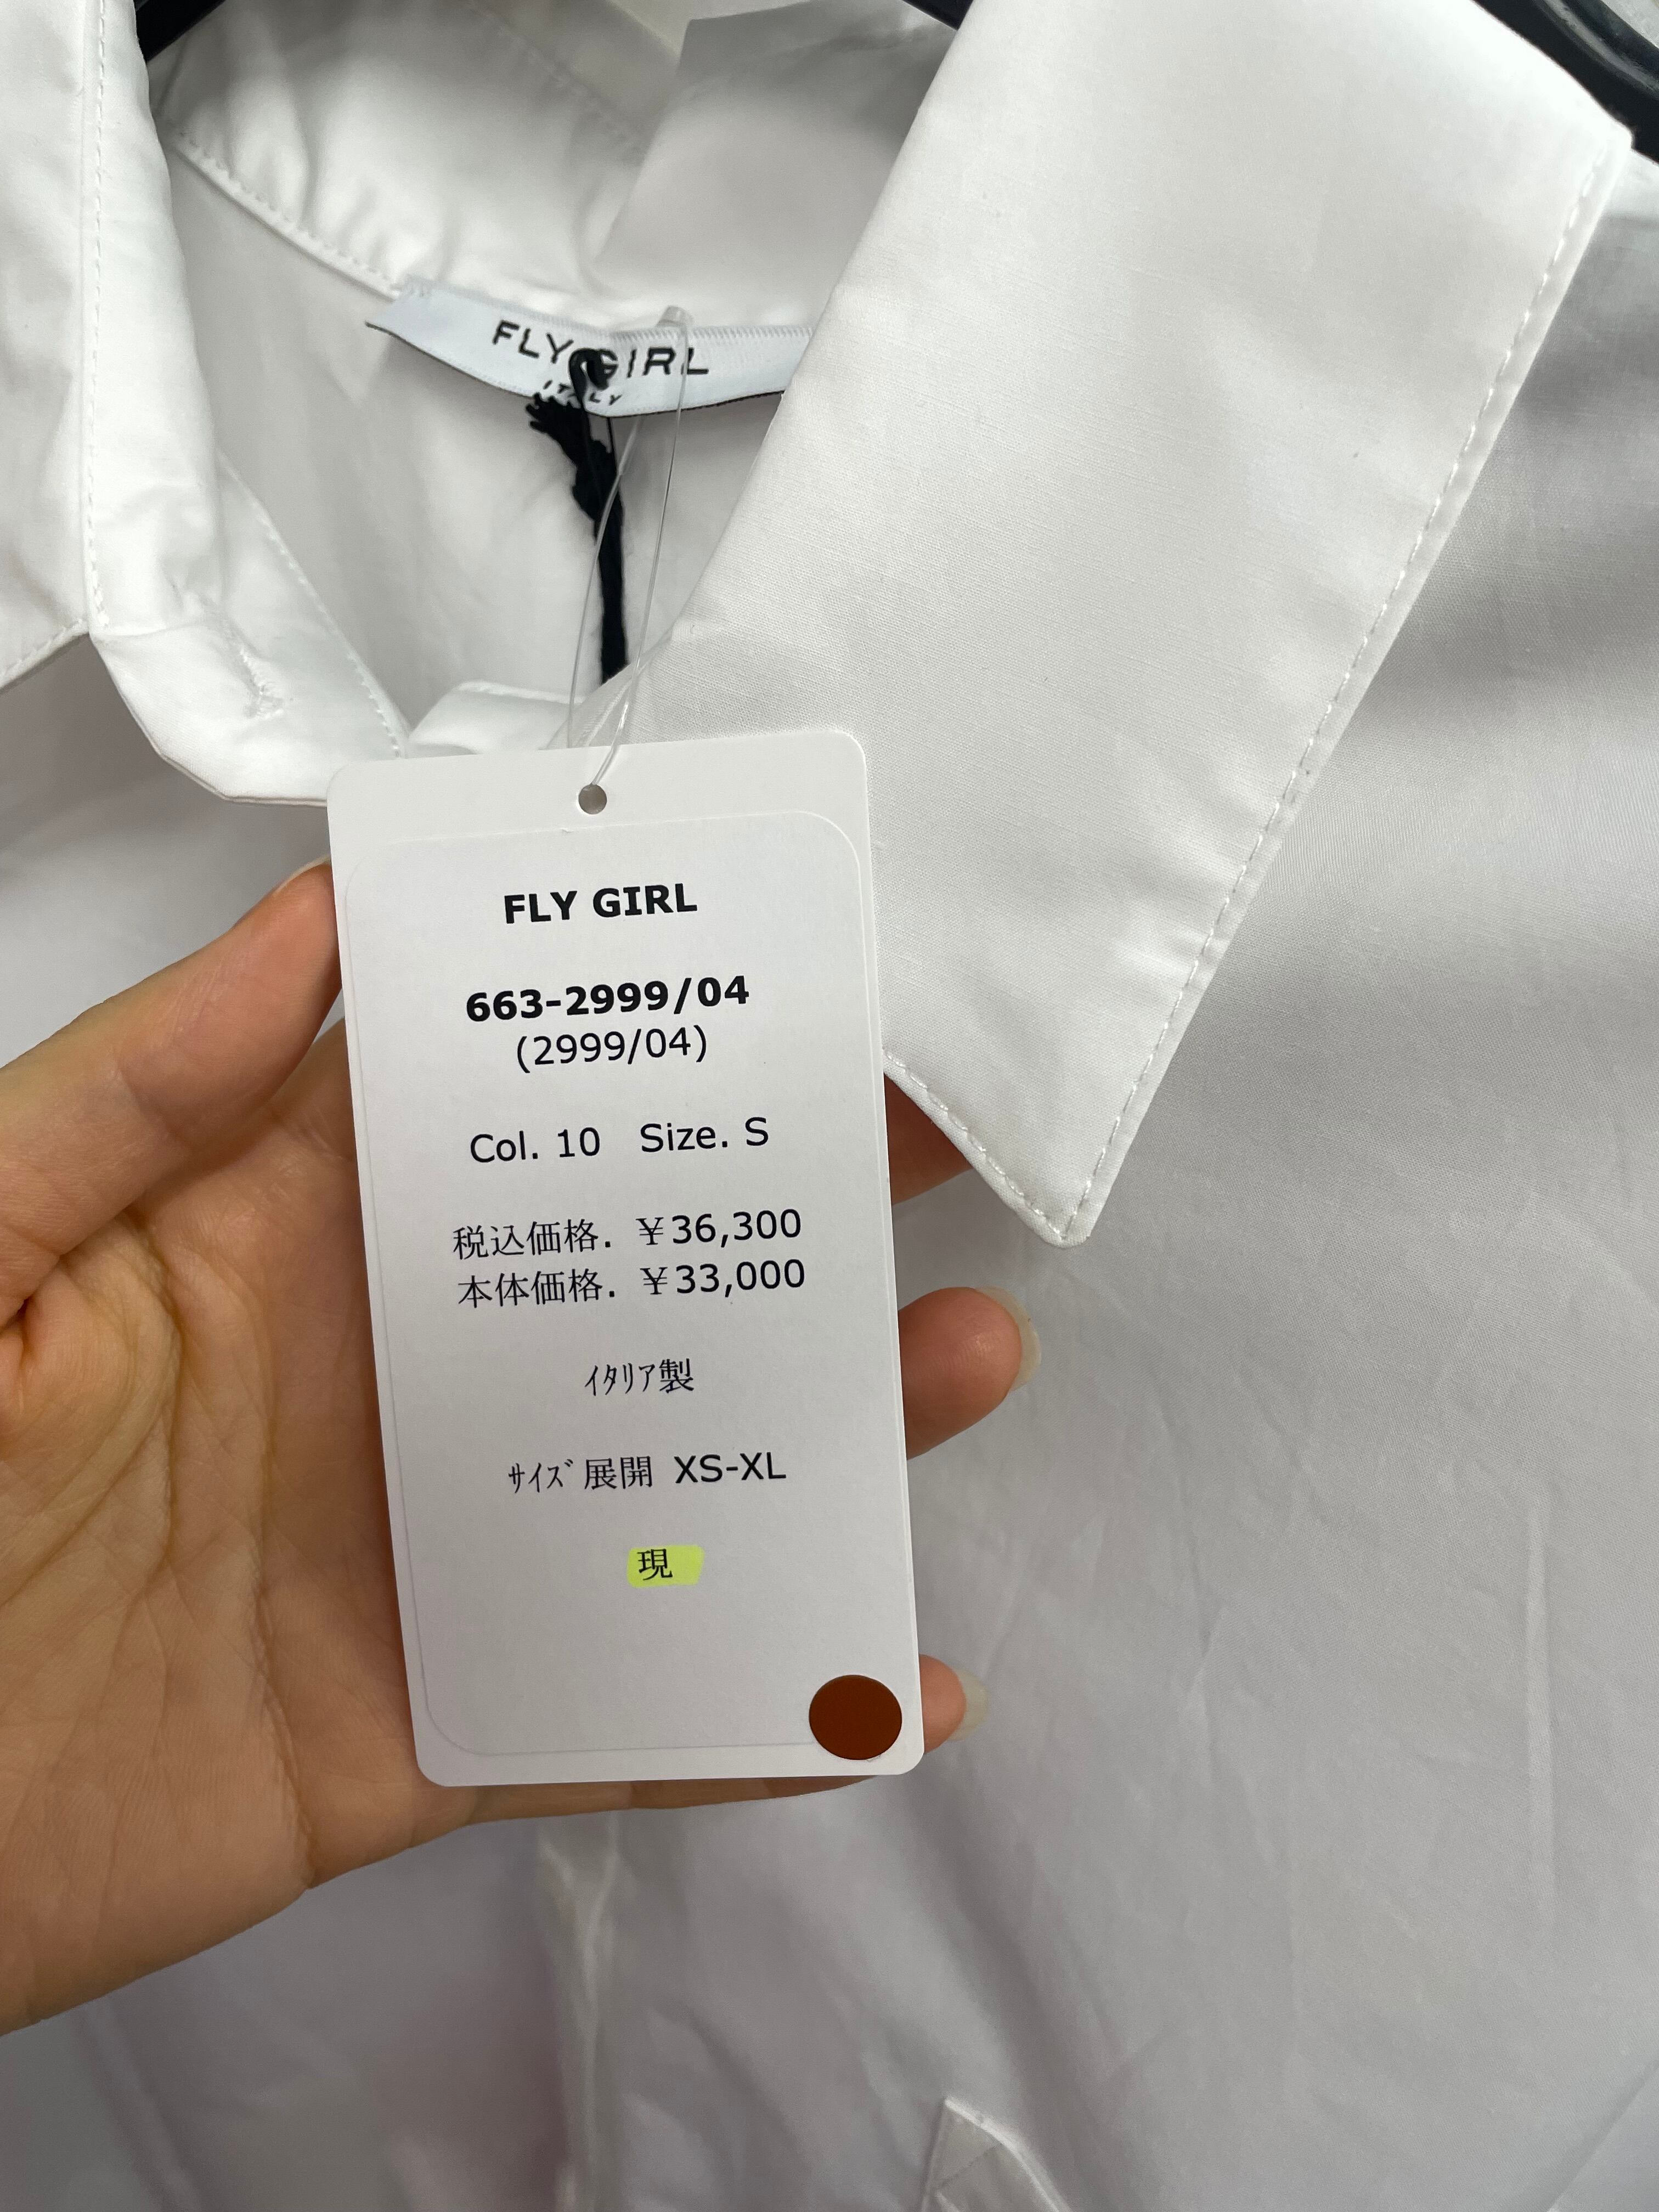 FLY GIRL
ITALY
FLY GIRL
663-2999/04
(2999/04)
Col. 10 Size. S
税込価格. ￥36,300
本体価格. ￥33,000
ｲﾀﾘｱ製
ｻｲｽﾞ展開 XS-XL
現